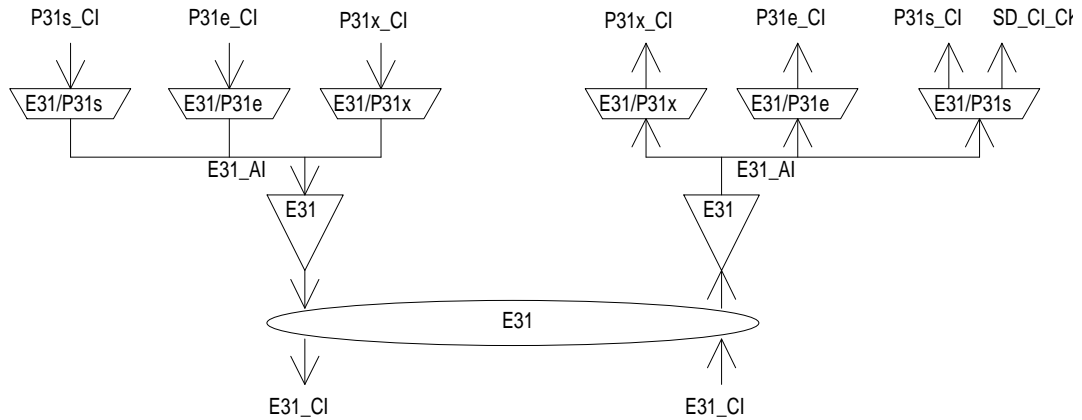 P31s_CI P31e_CI P31x_CI P31x_CI P31e_CI P31s_CI SD_CI_CK
E31/P31s E31/P31e E31/P31x E31/P31x E31/P31e E31/P31s
E31_AI E31_AI
E31 E31
E31
E31_CI E31_CI